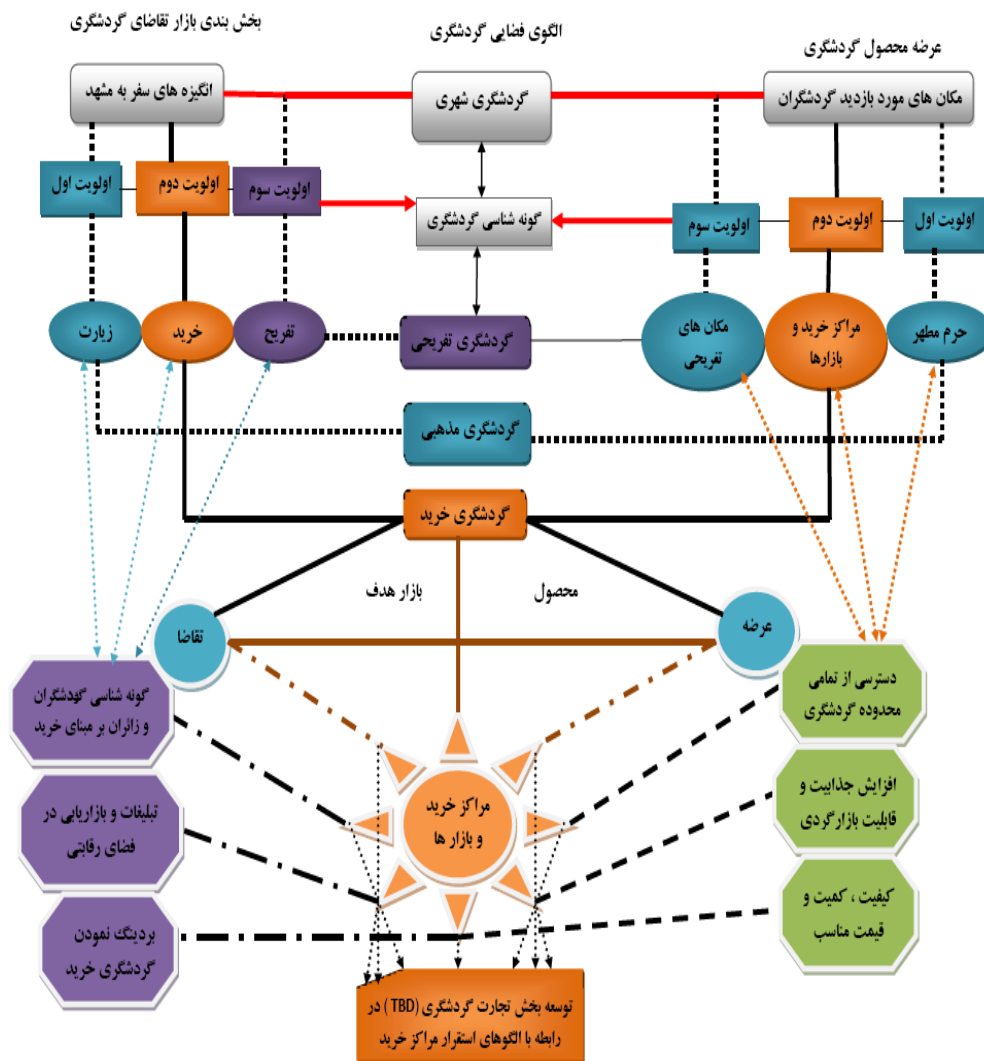 عرضه محصول گردشگری
الگوی فضایی گردشگری
بخش بندی بازار تقاضای گردشگری
مکان های مورد بازدید گردشگران
گردشگری شهری
انگیزه های سفر به مشهد
اولویت اول
اولویت دوم
اولویت سوم
گونه شناسی گردشگری
اولویت سوم
اولویت دوم
اولویت اول
حرم مطهر
مراکز خرید و
بازارها
مکان های
تفریحی
گردشگری تفریحی
تفریح
خرید
زیارت
گردشگری مذهبی
گردشگری خرید
محصول
بازار هدف
عرضه
تقاضا
دسترسی از تمامی
محدوده گردشگری
گونه شناسی گودشگران
و زائران بر مبنای خرید
افزایش جذابیت و
قابلیت بازارگردی
مراکز خرید
و بازار ها
تبلیغات و بازاریابی در
فضای رقابتی
کیفیت ، کمیت و
قیمت مناسب
بردینگ نمودن
گردشگری خرید
توسعه بخش تجارت گردشگری (TBD) در
رابطه با الگوهای استقرار مراکز خرید